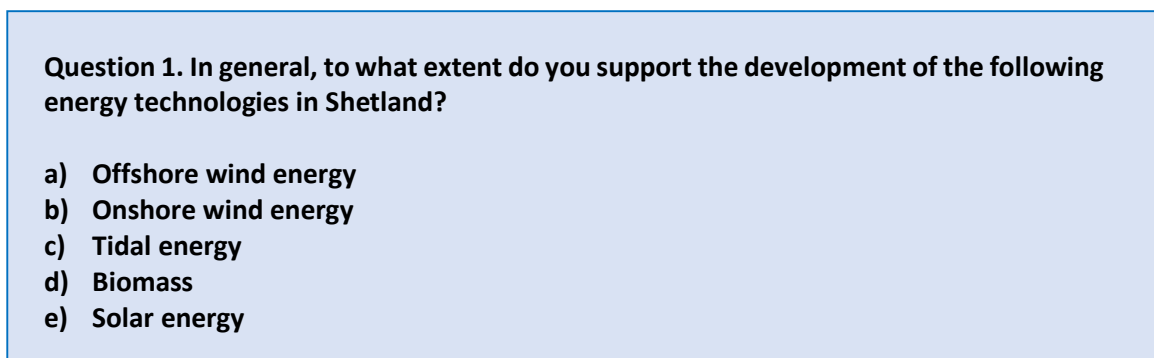 Question 1. In general, to what extent do you support the development of the following
energy technologies in Shetland?
a) Offshore wind energy
b) Onshore wind energy
c) Tidal energy
d) Biomass
e) Solar energy